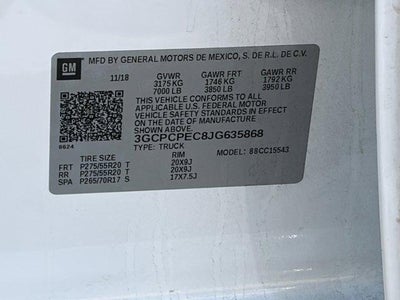 GM
MFD BY GENERAL MOTORS DE MEXICO, S. DE R.L. DE C.V.
11/18 GVWR GAWR FRT GAWR RR
3175 KG 1746 KG 1792 KG
7000 LB 3850 LB 3950 LB
THIS VEHICLE CONFORMS TO ALL
APPLICABLE U.S. FEDERAL MOTOR
VEHICLE SAFETY STANDARDS IN EFFECT
ON THE DATE OF MANUFACTURE
SHOWN ABOVE.
3GCPCPEC8JG635868
TYPE: TRUCK
6624
TIRE SIZE RIM MODEL: 88CC15543
FRT P275/55R20 T 20X9J
RR P275/55R20 T 20X9J
SPA P265/70R17 S 17X7.5J